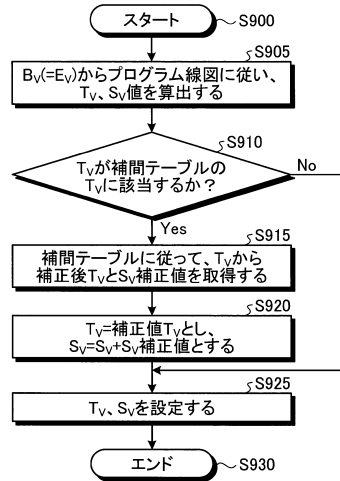 スタート
S900
S905
BV(=EV)からプログラム線図に従い、
TV、SV値を算出する
S910
TVが補間テーブルの
TVに該当するか?
No
Yes
S915
補間テーブルに従って、TVから
補正後TVとSV補正値を取得する
S920
TV=補正値TVとし、
SV=SV+SV補正値とする
S925
TV、SVを設定する
エンド
S930